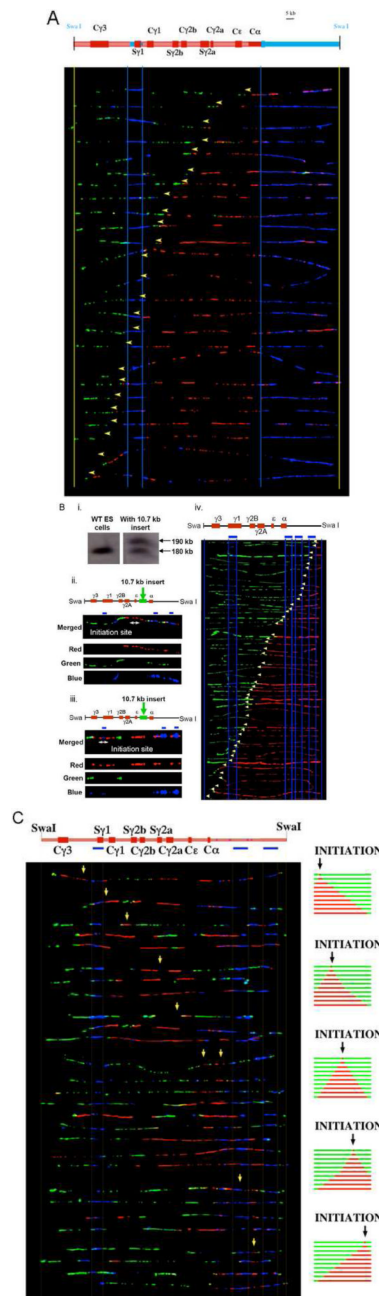 A
SwaI SwaI
5 kb
Cγ3 Cγ1 Cγ2b Cγ2a Cε Cα
Sγ1 Sγ2b Sγ2a
B i.
WT ES cells
With 10.7 kb insert
190 kb
180 kb
ii.
10.7 kb insert
γ3 γ1 γ2B ε α
Swa I Swa I
γ2A
Merged
Initiation site
Red
Green
Blue
iii.
10.7 kb insert
γ3 γ1 γ2B ε α
Swa I Swa I
γ2A
Merged
Initiation site
Red
Green
Blue
iv.
γ3 γ1 γ2B ε α
Swa I Swa I
γ2A
C
SwaI Sγ1 Sγ2b Sγ2a SwaI
Cγ3 Cγ1 Cγ2b Cγ2a Cε Cα
INITIATION
INITIATION
INITIATION
INITIATION
INITIATION